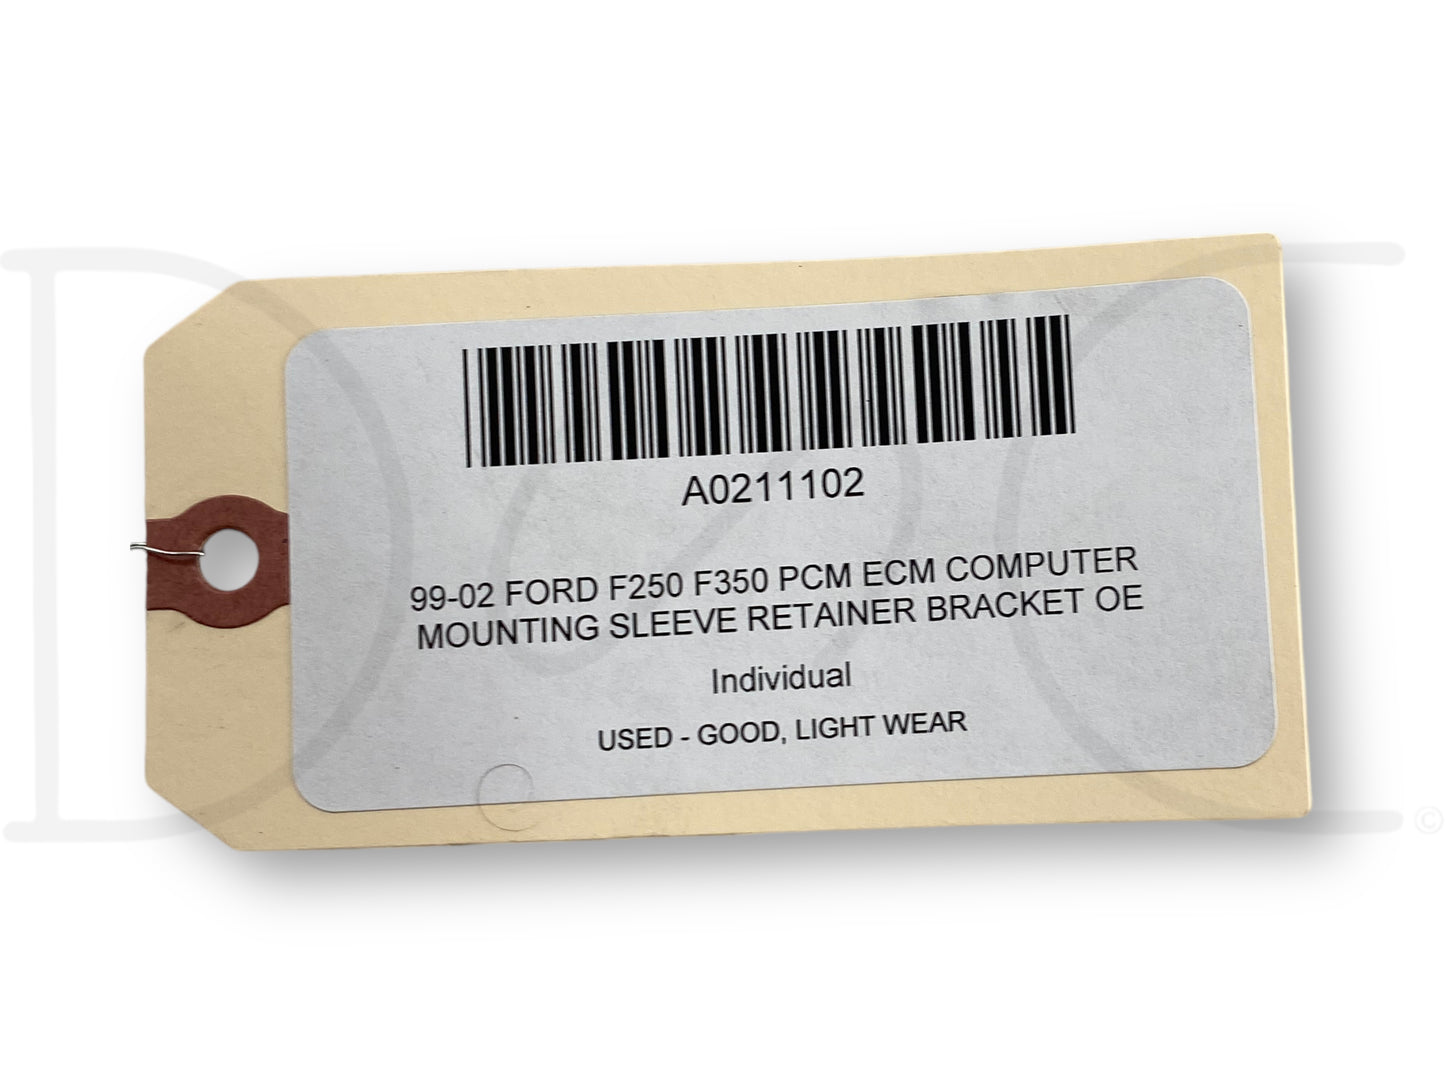 A0211102
99-02 FORD F250 F350 PCM ECM COMPUTER
MOUNTING SLEEVE RETAINER BRACKET OE
Individual
USED - GOOD, LIGHT WEAR